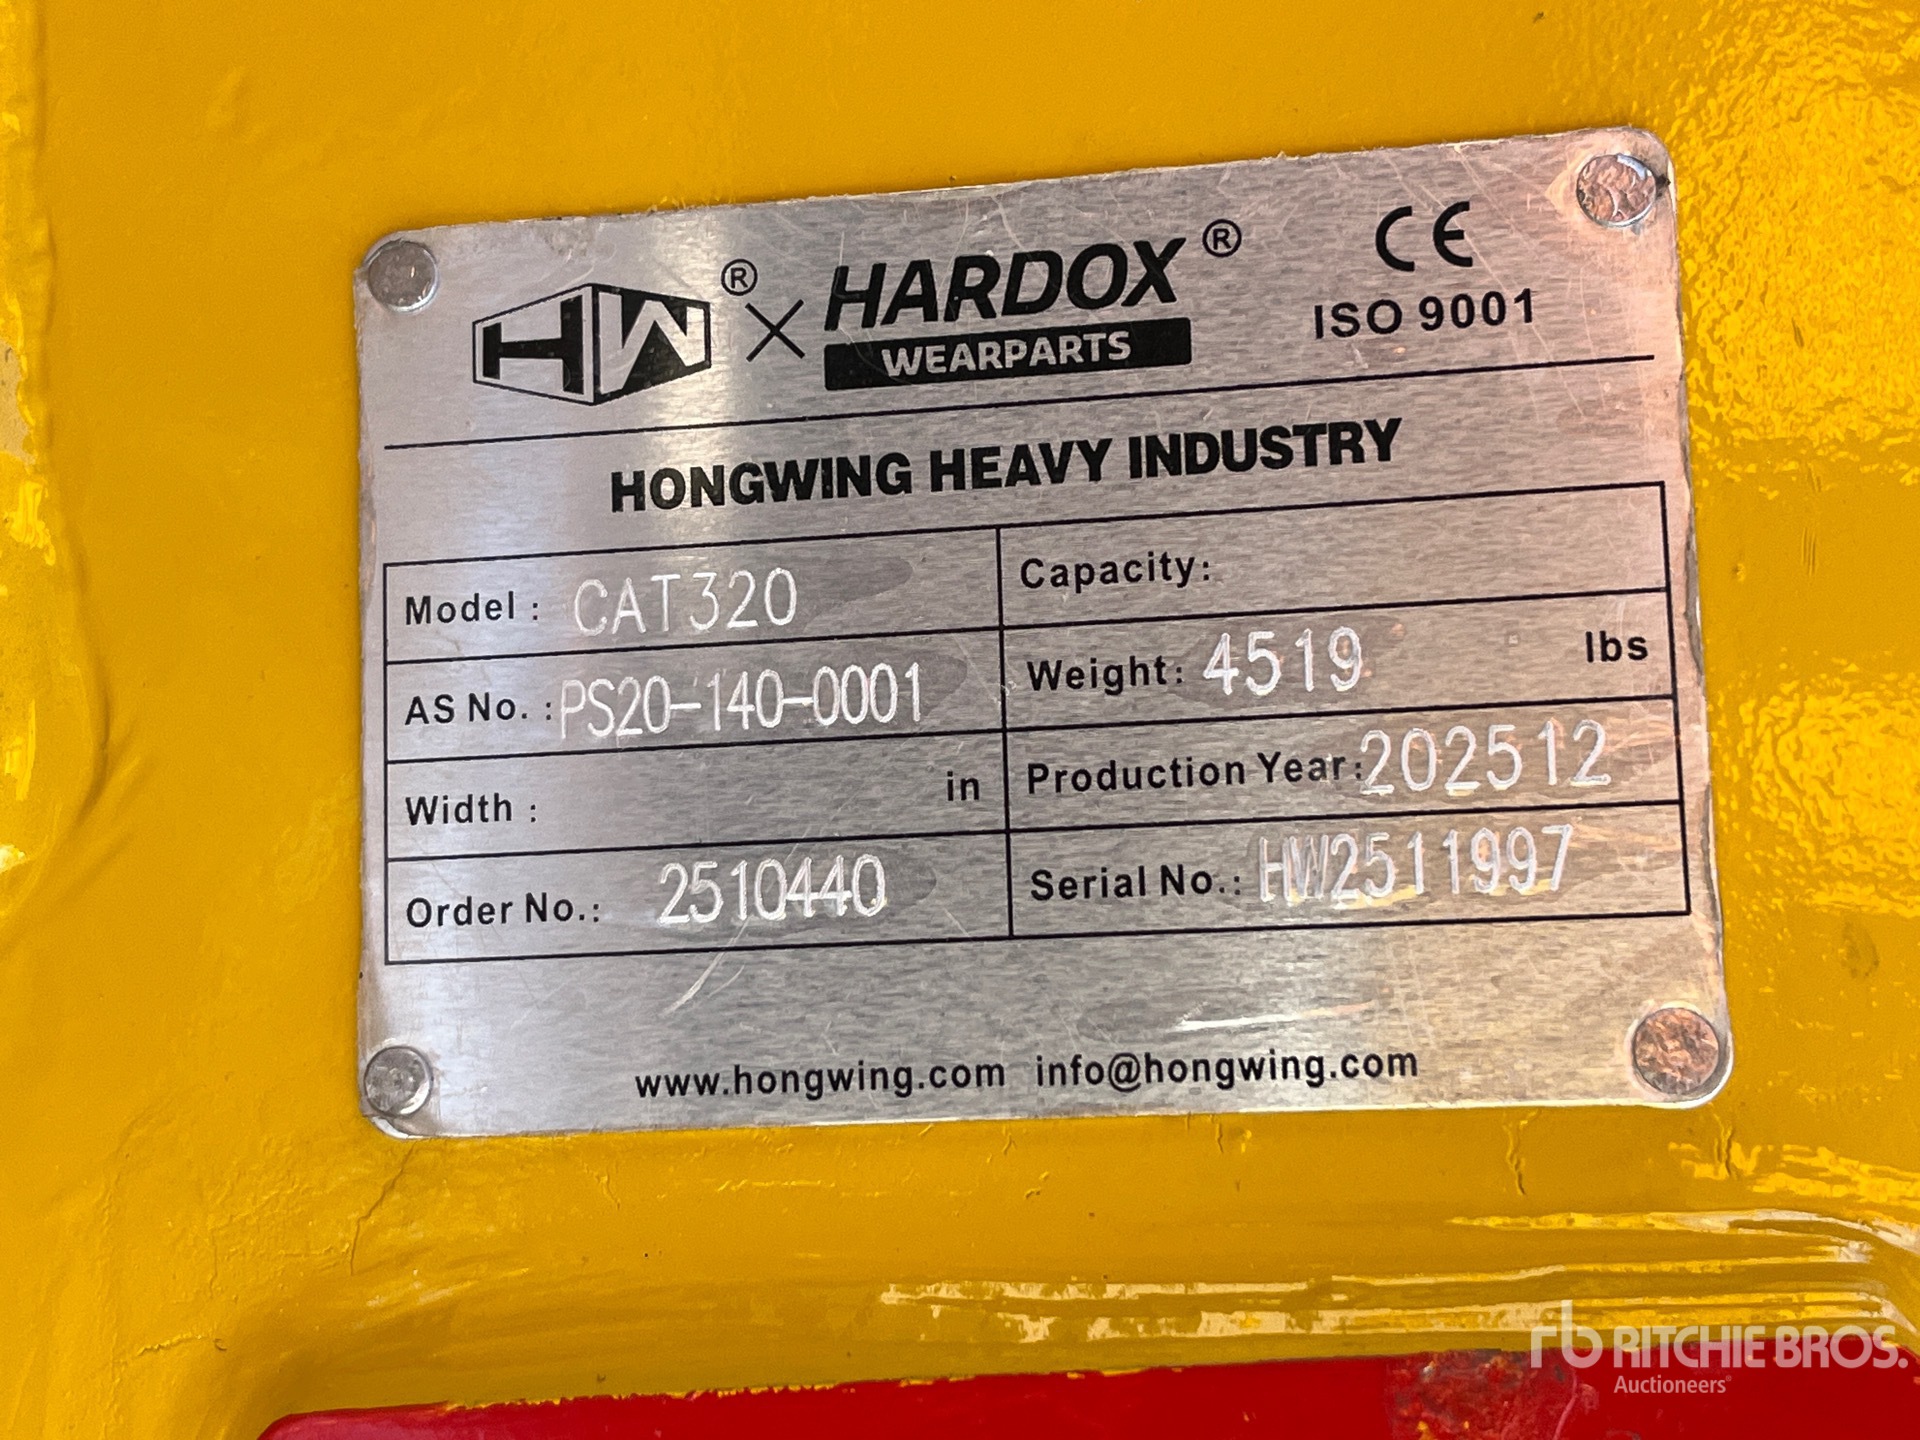 HW® × HARDOX® CE
WEARPARTS ISO 9001
HONGWING HEAVY INDUSTRY
Model : CAT320 Capacity:
AS No. : PS20-140-0001 Weight: 4519 lbs
Width : in Production Year: 202512
Order No.: 2510440 Serial No.: HW2511997
www.hongwing.com info@hongwing.com
rb RITCHIE BROS.
Auctioneers